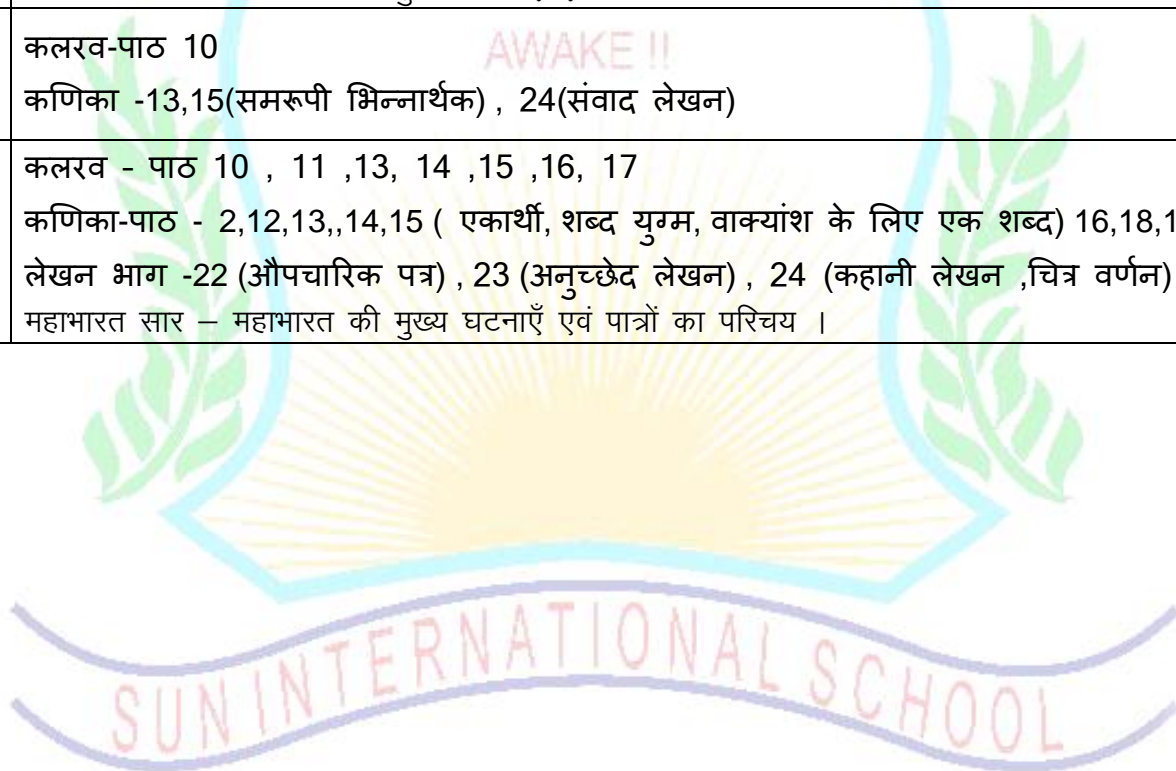 AWAKE !!
कलरव-पाठ 10
कणिका -13,15(समरूपी भिन्नार्थक) , 24(संवाद लेखन)
कलरव – पाठ 10 , 11 ,13, 14 ,15 ,16, 17
कणिका-पाठ - 2,12,13,,14,15 ( एकार्थी, शब्द युग्म, वाक्यांश के लिए एक शब्द) 16,18,1
लेखन भाग -22 (औपचारिक पत्र) , 23 (अनुच्छेद लेखन) , 24 (कहानी लेखन ,चित्र वर्णन)
महाभारत सार – महाभारत की मुख्य घटनाएँ एवं पात्रों का परिचय ।
SUN INTERNATIONAL SCHOOL